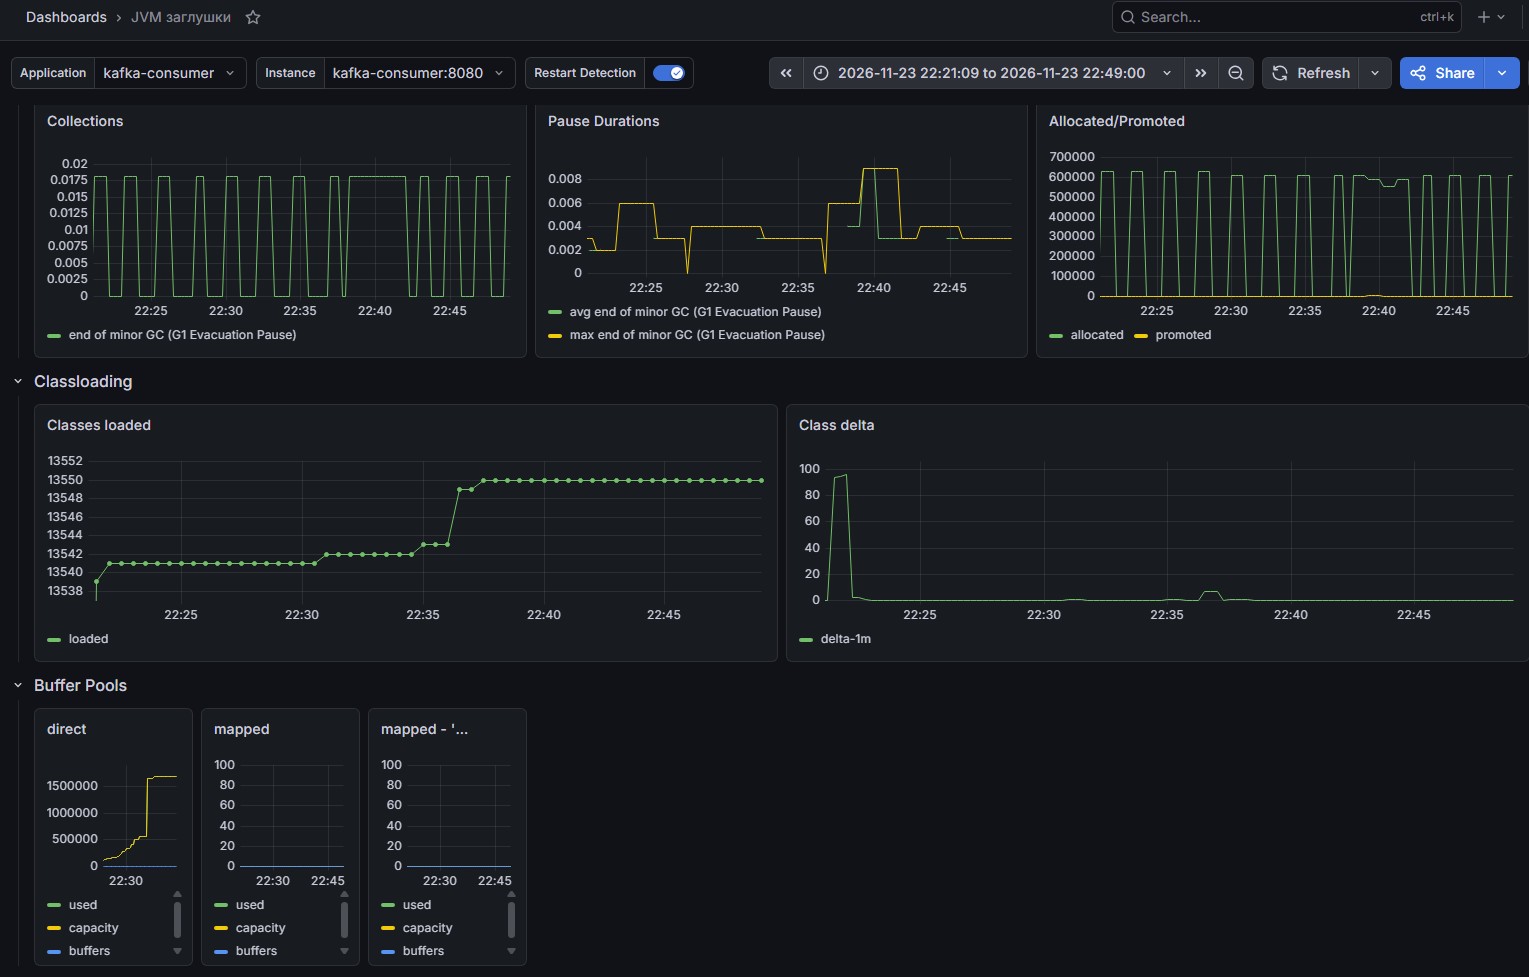 Dashboards › JVM заглушки
Search... ctrl+k
Application kafka-consumer Instance kafka-consumer:8080 Restart Detection
2026-11-23 22:21:09 to 2026-11-23 22:49:00 Refresh Share
Collections
0.02
0.0175
0.015
0.0125
0.01
0.0075
0.005
0.0025
0
22:25 22:30 22:35 22:40 22:45
end of minor GC (G1 Evacuation Pause)
Pause Durations
0.008
0.006
0.004
0.002
0
22:25 22:30 22:35 22:40 22:45
avg end of minor GC (G1 Evacuation Pause)
max end of minor GC (G1 Evacuation Pause)
Allocated/Promoted
700000
600000
500000
400000
300000
200000
100000
0
22:25 22:30 22:35 22:40 22:45
allocated promoted
Classloading
Classes loaded
13552
13550
13548
13546
13544
13542
13540
13538
22:25 22:30 22:35 22:40 22:45
loaded
Class delta
100
80
60
40
20
0
22:25 22:30 22:35 22:40 22:45
delta-1m
Buffer Pools
direct
1500000
1000000
500000
0
22:30
used
capacity
buffers
mapped
100
80
60
40
20
0
22:30 22:45
used
capacity
buffers
mapped - '...
100
80
60
40
20
0
22:30 22:45
used
capacity
buffers